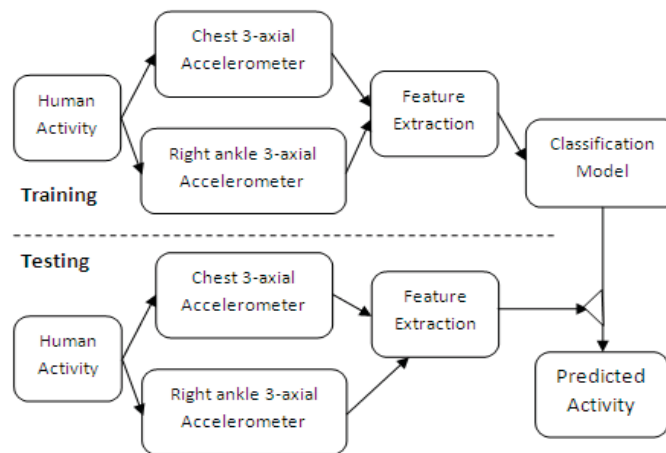 Chest 3-axial
Accelerometer
Human
Activity
Feature
Extraction
Right ankle 3-axial
Accelerometer
Classification
Model
Training
Testing
Chest 3-axial
Accelerometer
Feature
Extraction
Human
Activity
Right ankle 3-axial
Accelerometer
Predicted
Activity